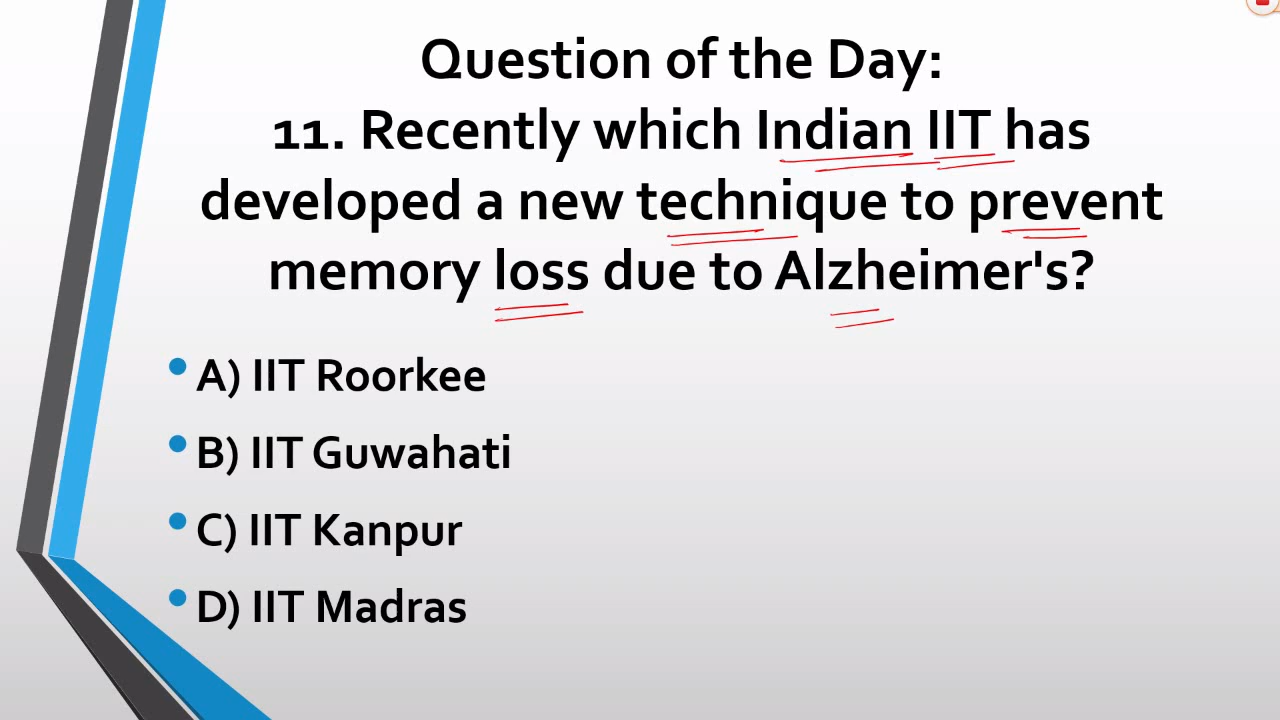 Question of the Day:
11. Recently which Indian IIT has
developed a new technique to prevent
memory loss due to Alzheimer's?
A) IIT Roorkee
B) IIT Guwahati
C) IIT Kanpur
D) IIT Madras